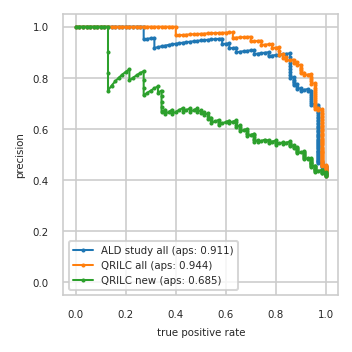 1.0
0.8
0.6
0.4
0.2
0.0
precision
ALD study all (aps: 0.911)
QRILC all (aps: 0.944)
QRILC new (aps: 0.685)
0.0 0.2 0.4 0.6 0.8 1.0
true positive rate